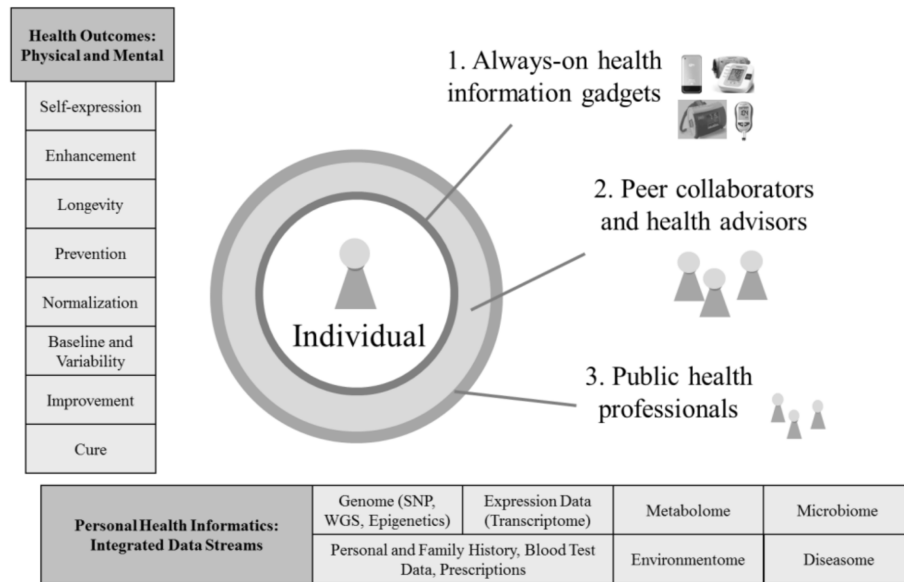 Health Outcomes:
Physical and Mental
Self-expression
Enhancement
Longevity
Prevention
Normalization
Baseline and
Variability
Improvement
Cure
1. Always-on health
information gadgets
2. Peer collaborators
and health advisors
Individual
3. Public health
professionals
Personal Health Informatics:
Integrated Data Streams
Genome (SNP,
WGS, Epigenetics)
Expression Data
(Transcriptome)
Metabolome
Microbiome
Personal and Family History, Blood Test
Data, Prescriptions
Environmentome
Diseasome